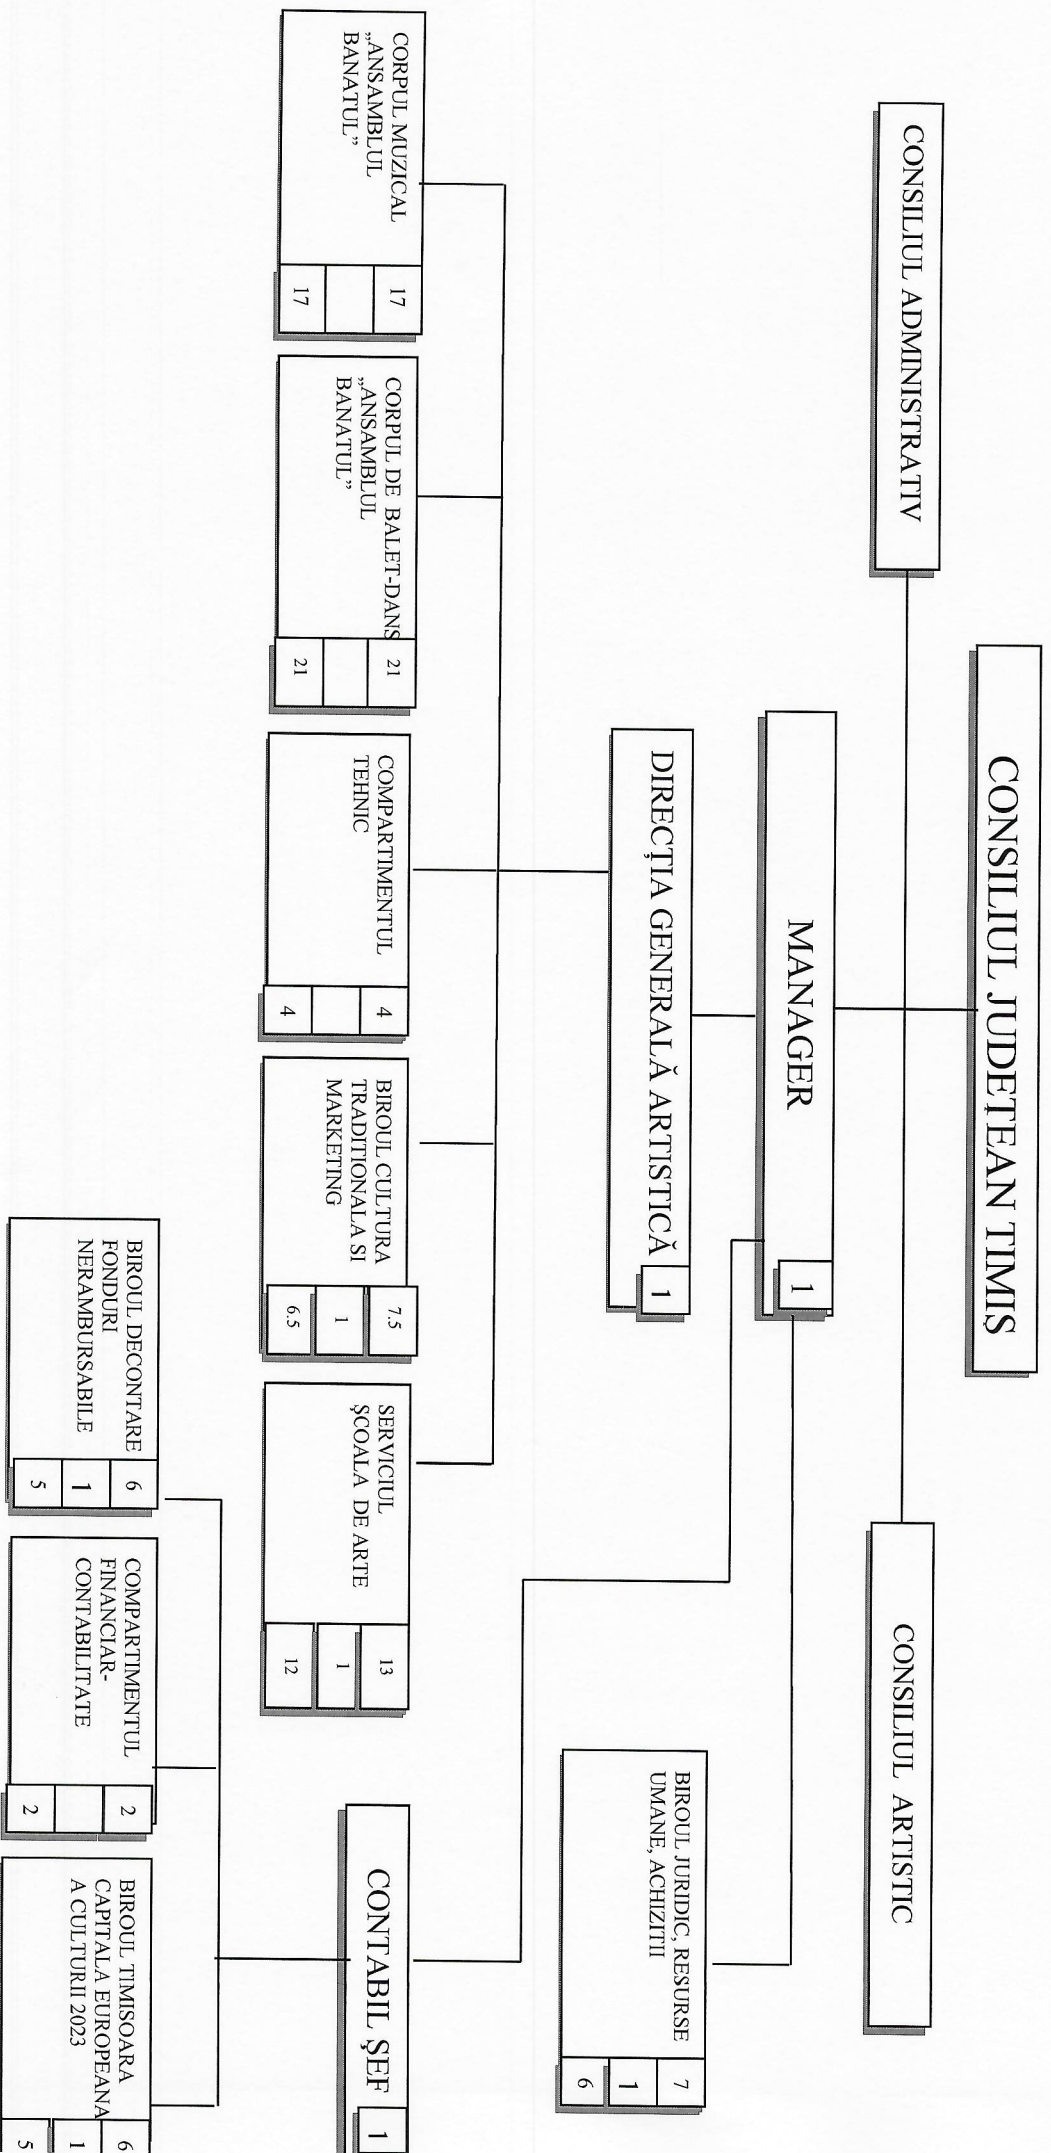 CONSILIUL JUDEȚEAN TIMIȘ
CONSILIUL ADMINISTRATIV
CONSILIUL ARTISTIC
MANAGER
1
DIRECȚIA GENERALĂ ARTISTICĂ
1
BIROUL JURIDIC, RESURSE
UMANE, ACHIZITII
7
1
6
CORPUL MUZICAL
„ANSAMBLUL
BANATUL”
17
17
CORPUL DE BALET-DANS
„ANSAMBLUL
BANATUL”
21
21
COMPARTIMENTUL
TEHNIC
4
4
BIROUL CULTURA
TRADITIONALA SI
MARKETING
7.5
1
6.5
SERVICIUL
ȘCOALA DE ARTE
13
1
12
CONTABIL ȘEF
1
BIROUL DECONTARE
FONDURI
NERAMBURSABILE
6
1
5
COMPARTIMENTUL
FINANCIAR-
CONTABILITATE
2
2
BIROUL TIMISOARA
CAPITALA EUROPEANA
A CULTURII 2023
6
1
5